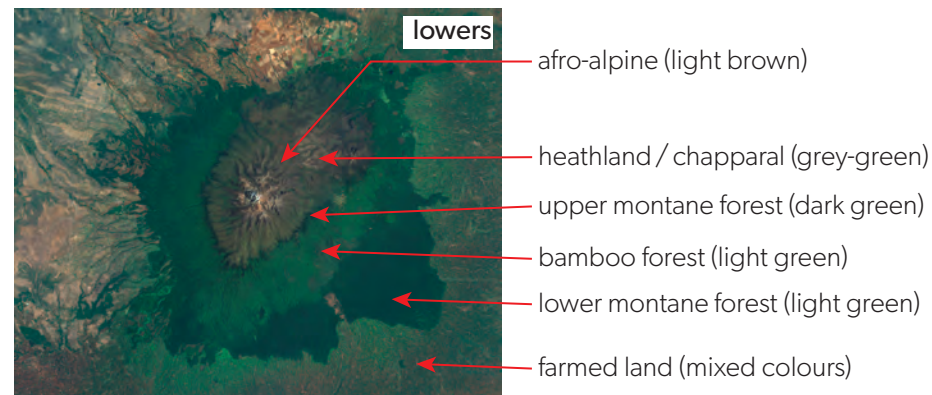 lowers
afro-alpine (light brown)
heathland / chapparal (grey-green)
upper montane forest (dark green)
bamboo forest (light green)
lower montane forest (light green)
farmed land (mixed colours)